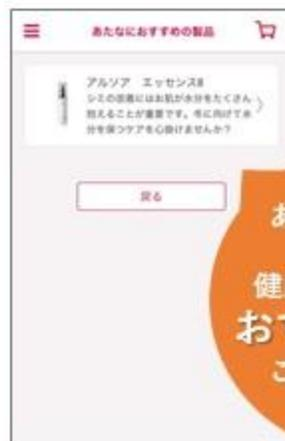 あたなにおすすめの製品
アルソア エッセンスⅡ
シミの改善にはお肌が水分をたくさん
抱えることが重要です。冬に向けて水
分を保つケアを心掛けませんか？
戻る
あ
健
おす
こ